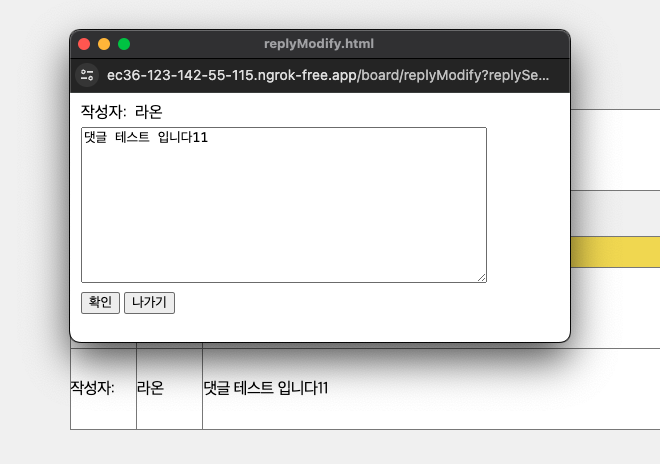 replyModify.html
ec36-123-142-55-115.ngrok-free.app/board/replyModify?replySe...
작성자: 라온
댓글 테스트 입니다11
확인 나가기
작성자: 라온 댓글 테스트 입니다11